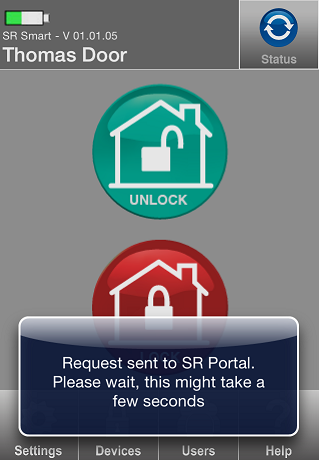 SR Smart - V 01.01.05
Thomas Door
Status
UNLOCK
Request sent to SR Portal.
Please wait, this might take a
few seconds
Settings
Devices
Users
Help